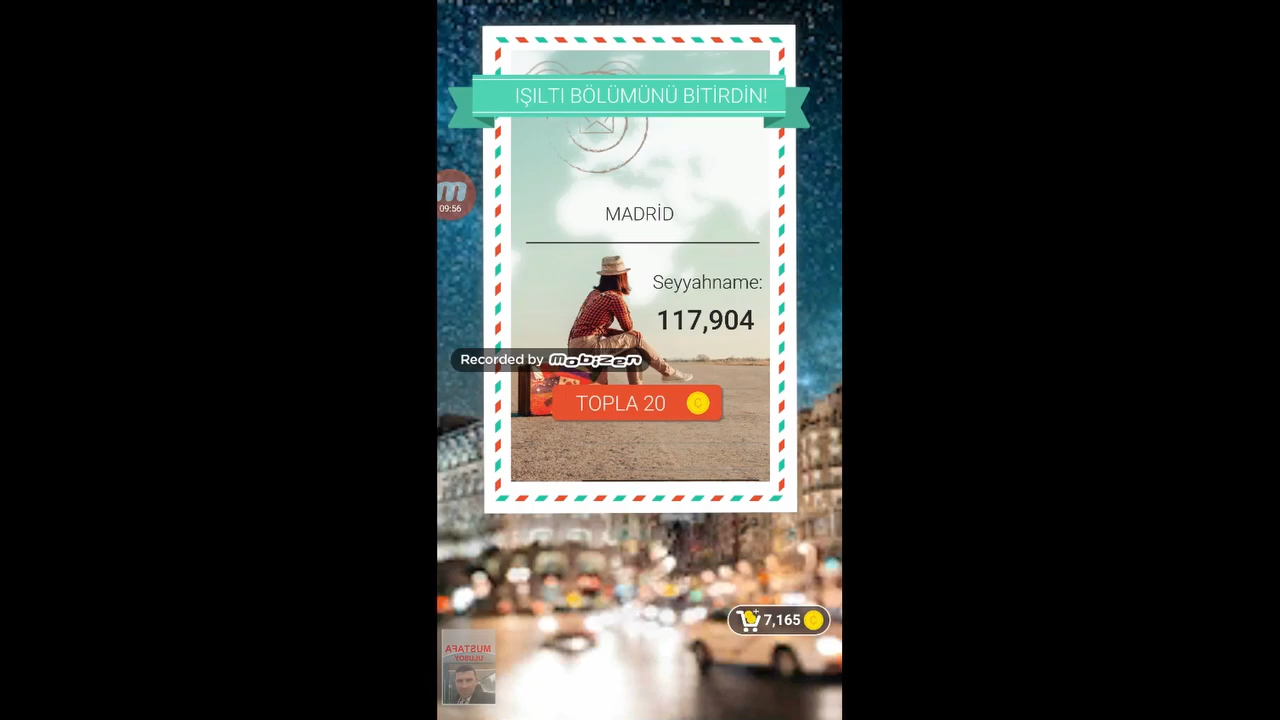 IŞILTI BÖLÜMÜNÜ BİTİRDİN!
MADRİD
09:56
Seyyahname:
117,904
Recorded by mobizen
TOPLA 20
7,165
MUSTAFA
ULUSOY